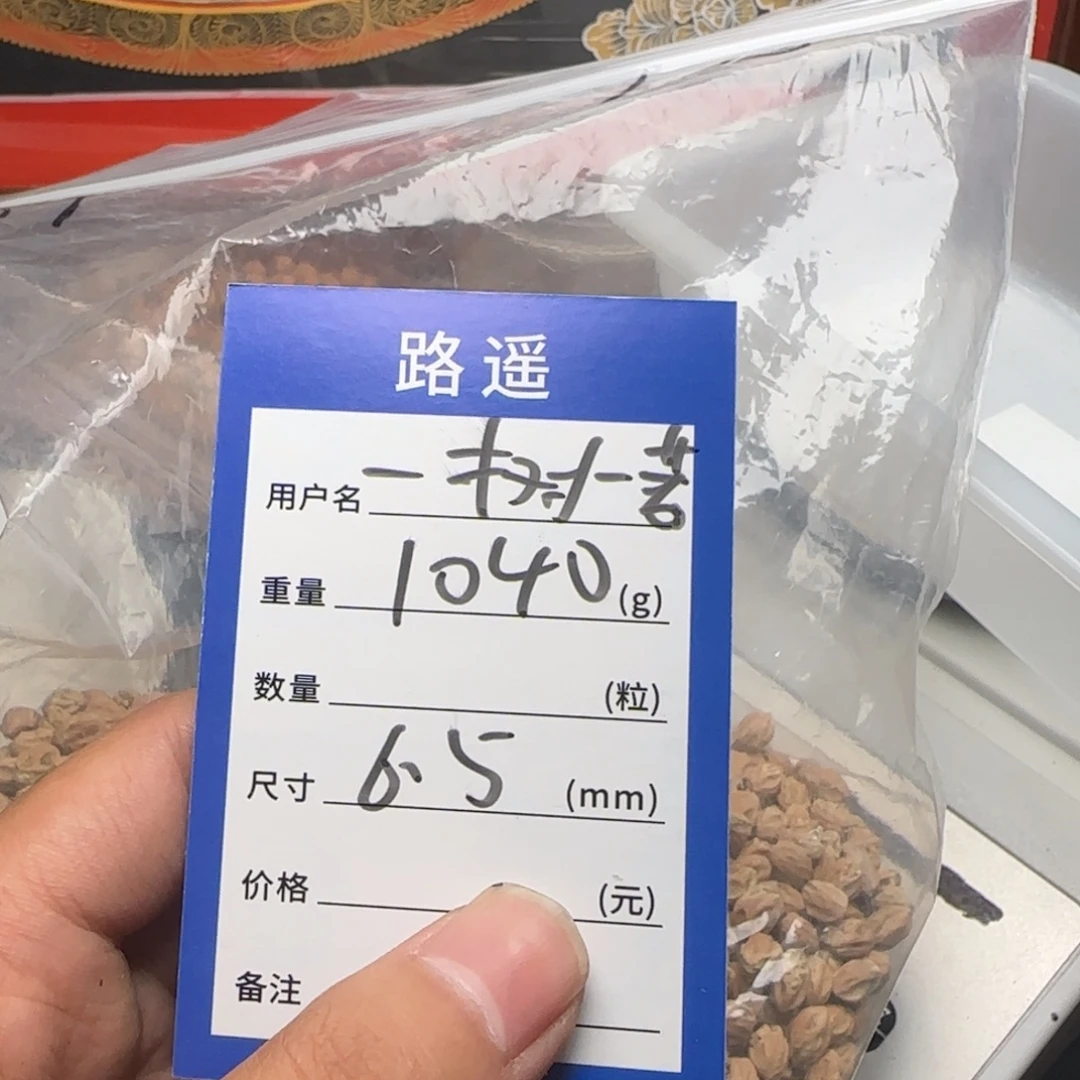 路遥
用户名 一树一苦
重量 1040 (g)
数量 (粒)
尺寸 6.5 (mm)
价格 (元)
备注